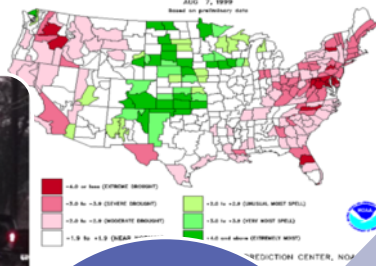 AUG 7, 1999
Based on preliminary data
-4.0 or less (EXTREME DROUGHT)
-3.0 to -3.9 (SEVERE DROUGHT)
-2.0 to -2.9 (MODERATE DROUGHT)
-1.9 to +1.9 (NEAR
+2.0 to +2.9 (UNUSUAL MOIST SPELL)
+3.0 to +3.9 (VERY MOIST SPELL)
+4.0 and above (EXTREMELY MOIST)
NOAA
PREDICTION CENTER, NOA